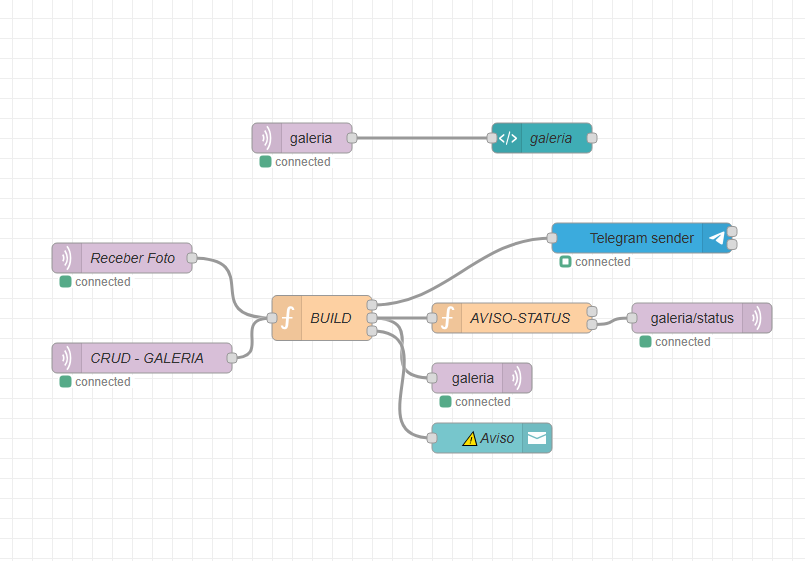 galeria
connected
</> galeria
Telegram sender
connected
Receber Foto
connected
BUILD
AVISO-STATUS
galeria/status
connected
CRUD - GALERIA
connected
galeria
connected
Aviso